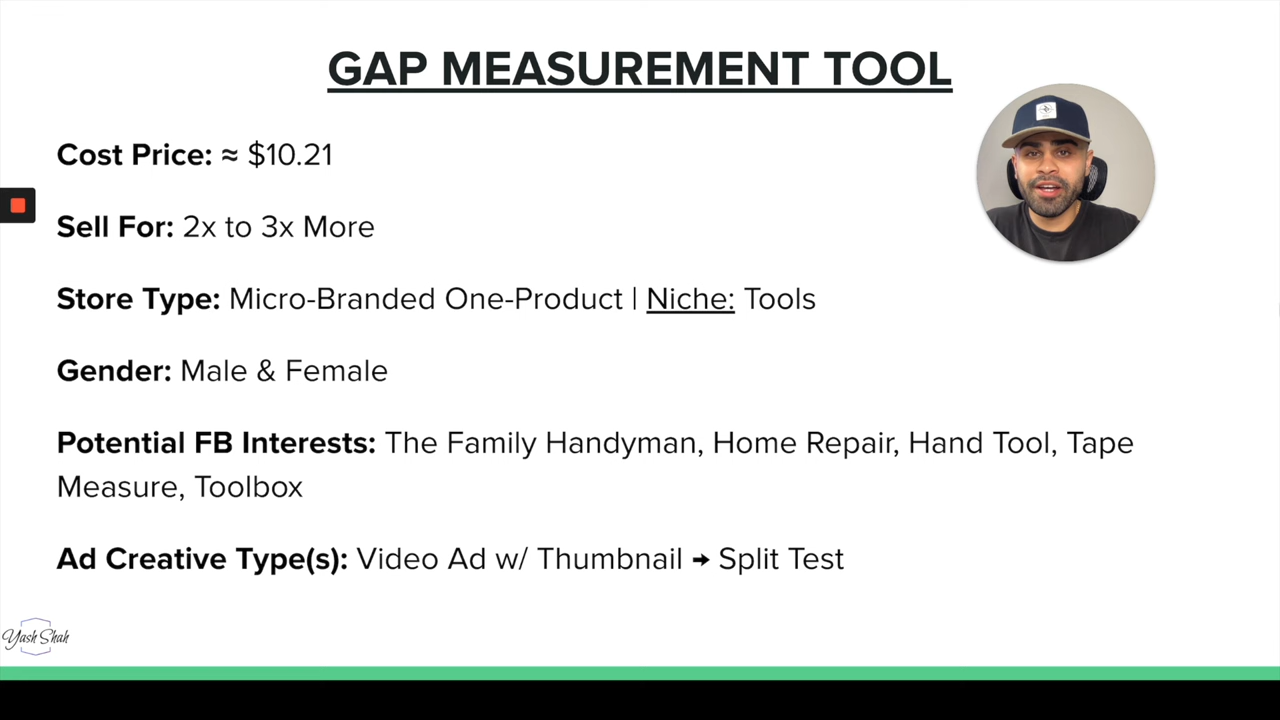 GAP MEASUREMENT TOOL
Cost Price: ≈ $10.21
Sell For: 2x to 3x More
Store Type: Micro-Branded One-Product | Niche: Tools
Gender: Male & Female
Potential FB Interests: The Family Handyman, Home Repair, Hand Tool, Tape
Measure, Toolbox
Ad Creative Type(s): Video Ad w/ Thumbnail → Split Test
Yash Shah